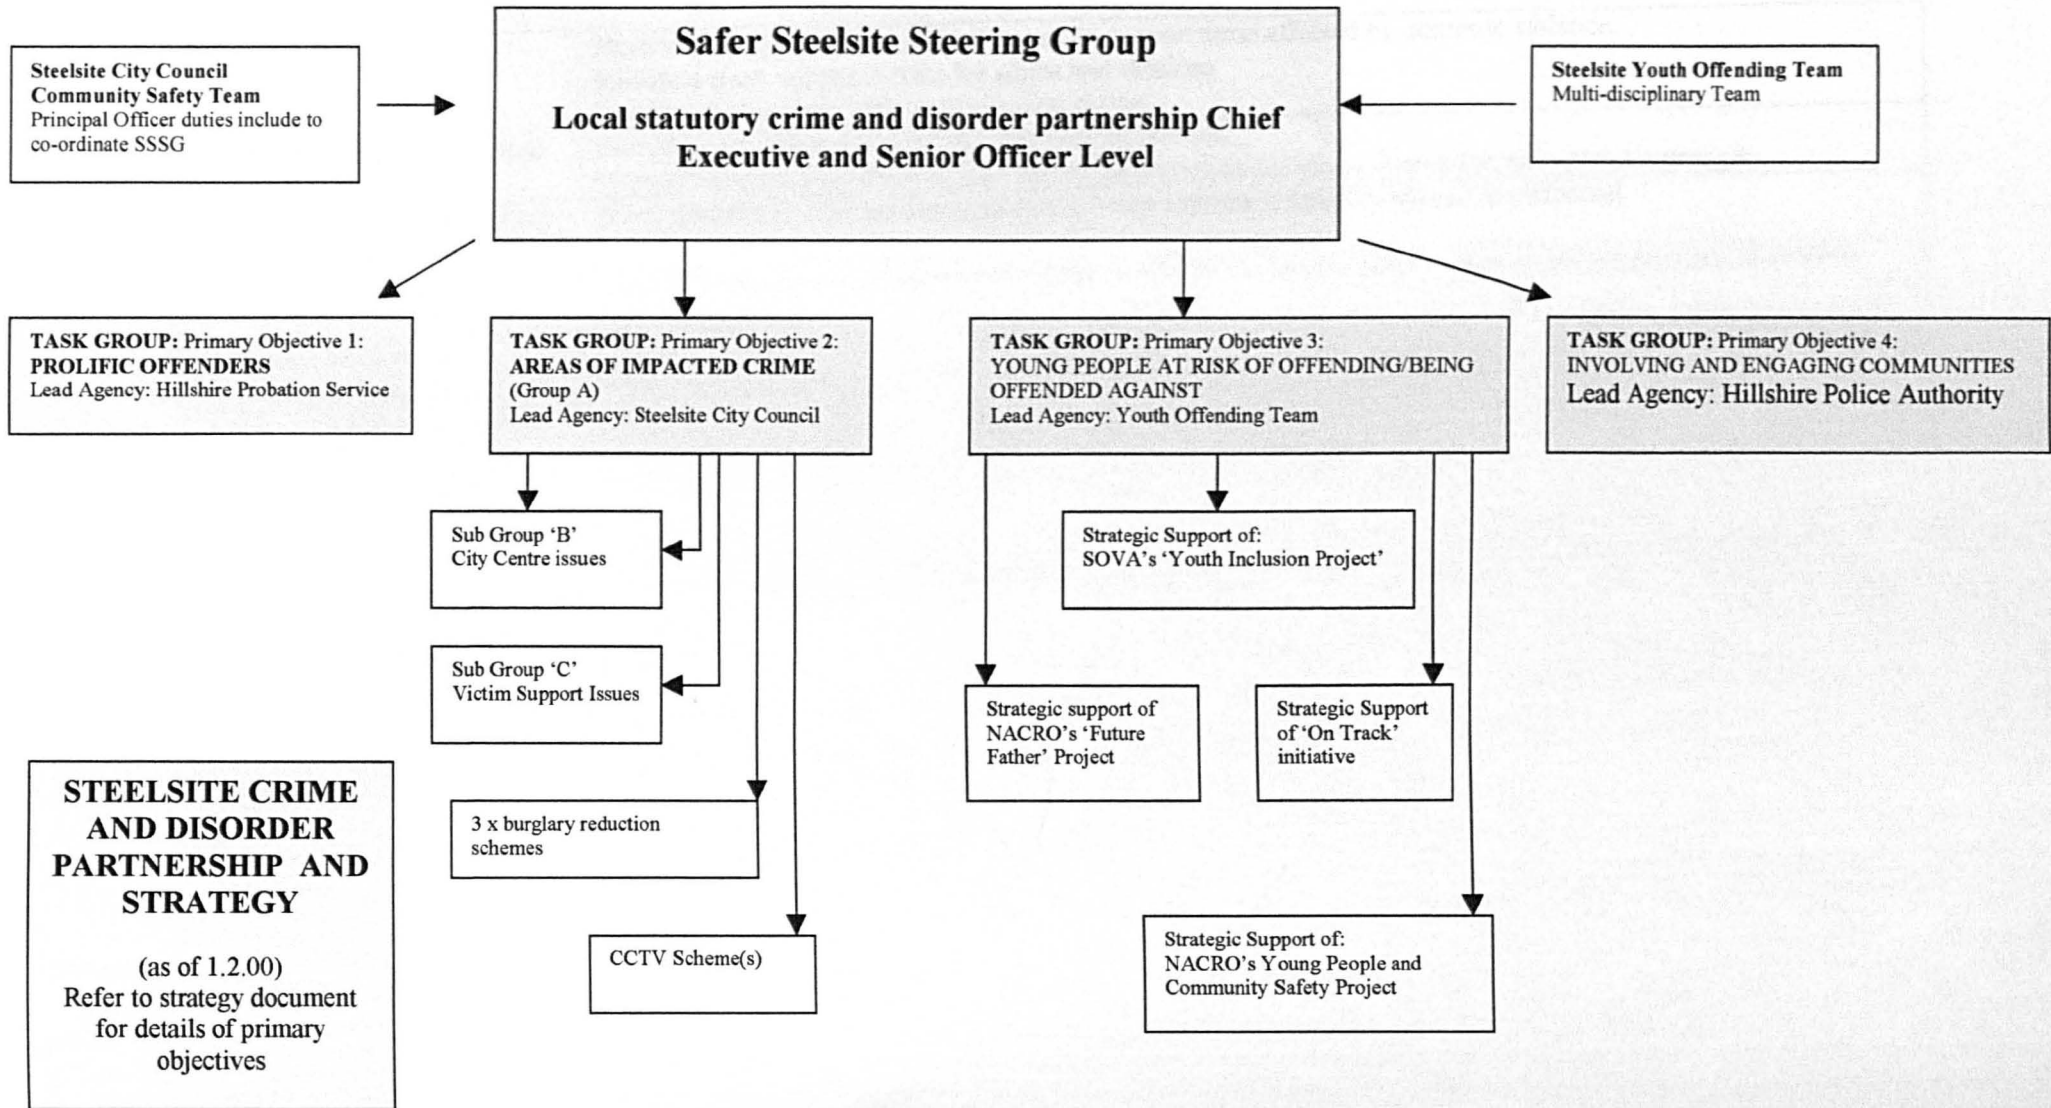 Safer Steelsite Steering Group
Local statutory crime and disorder partnership Chief
Executive and Senior Officer Level
Steelsite City Council
Community Safety Team
Principal Officer duties include to
co-ordinate SSSG
Steelsite Youth Offending Team
Multi-disciplinary Team
TASK GROUP: Primary Objective 1:
PROLIFIC OFFENDERS
Lead Agency: Hillshire Probation Service
TASK GROUP: Primary Objective 2:
AREAS OF IMPACTED CRIME
(Group A)
Lead Agency: Steelsite City Council
TASK GROUP: Primary Objective 3:
YOUNG PEOPLE AT RISK OF OFFENDING/BEING
OFFENDED AGAINST
Lead Agency: Youth Offending Team
TASK GROUP: Primary Objective 4:
INVOLVING AND ENGAGING COMMUNITIES
Lead Agency: Hillshire Police Authority
Sub Group ‘B’
City Centre issues
Sub Group ‘C’
Victim Support Issues
3 x burglary reduction
schemes
CCTV Scheme(s)
Strategic Support of:
SOVA’s ‘Youth Inclusion Project’
Strategic support of
NACRO’s ‘Future
Father’ Project
Strategic Support
of ‘On Track’
initiative
Strategic Support of:
NACRO’s Young People and
Community Safety Project
STEELSITE CRIME
AND DISORDER
PARTNERSHIP AND
STRATEGY
(as of 1.2.00)
Refer to strategy document
for details of primary
objectives